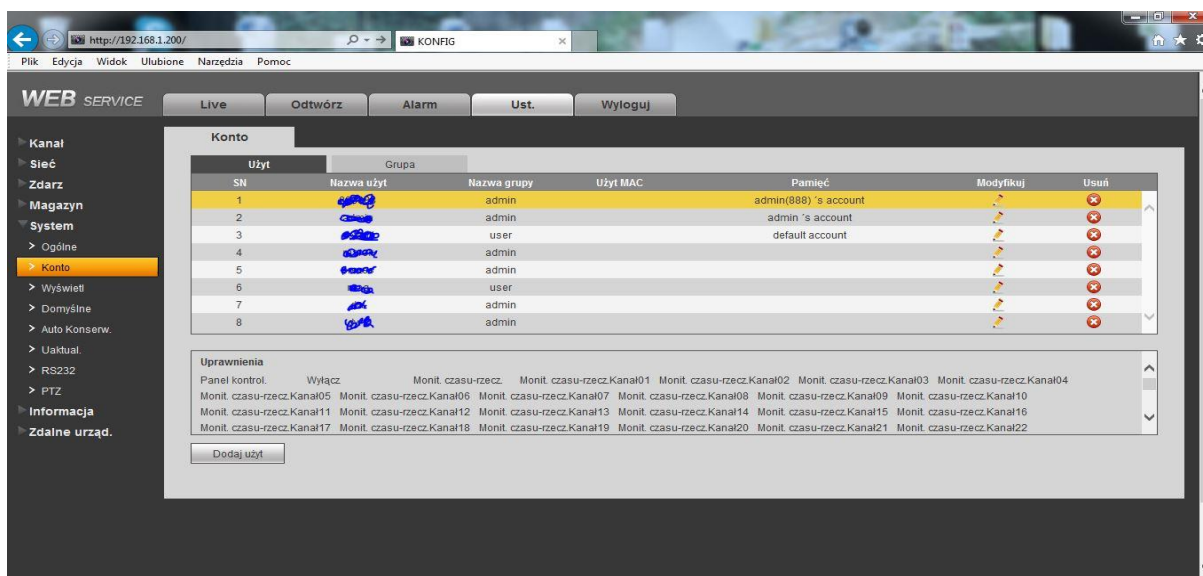 http://192.168.1.200/
KONFIG
Plik Edycja Widok Ulubione Narzędzia Pomoc
WEB SERVICE
Live Odtwórz Alarm Ust. Wyloguj
Kanał
Sieć
Zdarz
Magazyn
System
> Ogólne
> Konto
> Wyświetl
> Domyślne
> Auto Konserw.
> Uaktual.
> RS232
> PTZ
Informacja
Zdalne urząd.
Konto
Użyt Grupa
SN Nazwa użyt Nazwa grupy Użyt MAC Pamięć Modyfikuj Usuń
1 admin admin(888) 's account
2 admin admin 's account
3 user default account
4 admin
5 admin
6 user
7 admin
8 admin
Uprawnienia
Panel kontrol. Wyłącz Monit. czasu-rzecz. Monit. czasu-rzecz.Kanał01 Monit. czasu-rzecz.Kanał02 Monit. czasu-rzecz.Kanał03 Monit. czasu-rzecz.Kanał04
Monit. czasu-rzecz.Kanał05 Monit. czasu-rzecz.Kanał06 Monit. czasu-rzecz.Kanał07 Monit. czasu-rzecz.Kanał08 Monit. czasu-rzecz.Kanał09 Monit. czasu-rzecz.Kanał10
Monit. czasu-rzecz.Kanał11 Monit. czasu-rzecz.Kanał12 Monit. czasu-rzecz.Kanał13 Monit. czasu-rzecz.Kanał14 Monit. czasu-rzecz.Kanał15 Monit. czasu-rzecz.Kanał16
Monit. czasu-rzecz.Kanał17 Monit. czasu-rzecz.Kanał18 Monit. czasu-rzecz.Kanał19 Monit. czasu-rzecz.Kanał20 Monit. czasu-rzecz.Kanał21 Monit. czasu-rzecz.Kanał22
Dodaj użyt